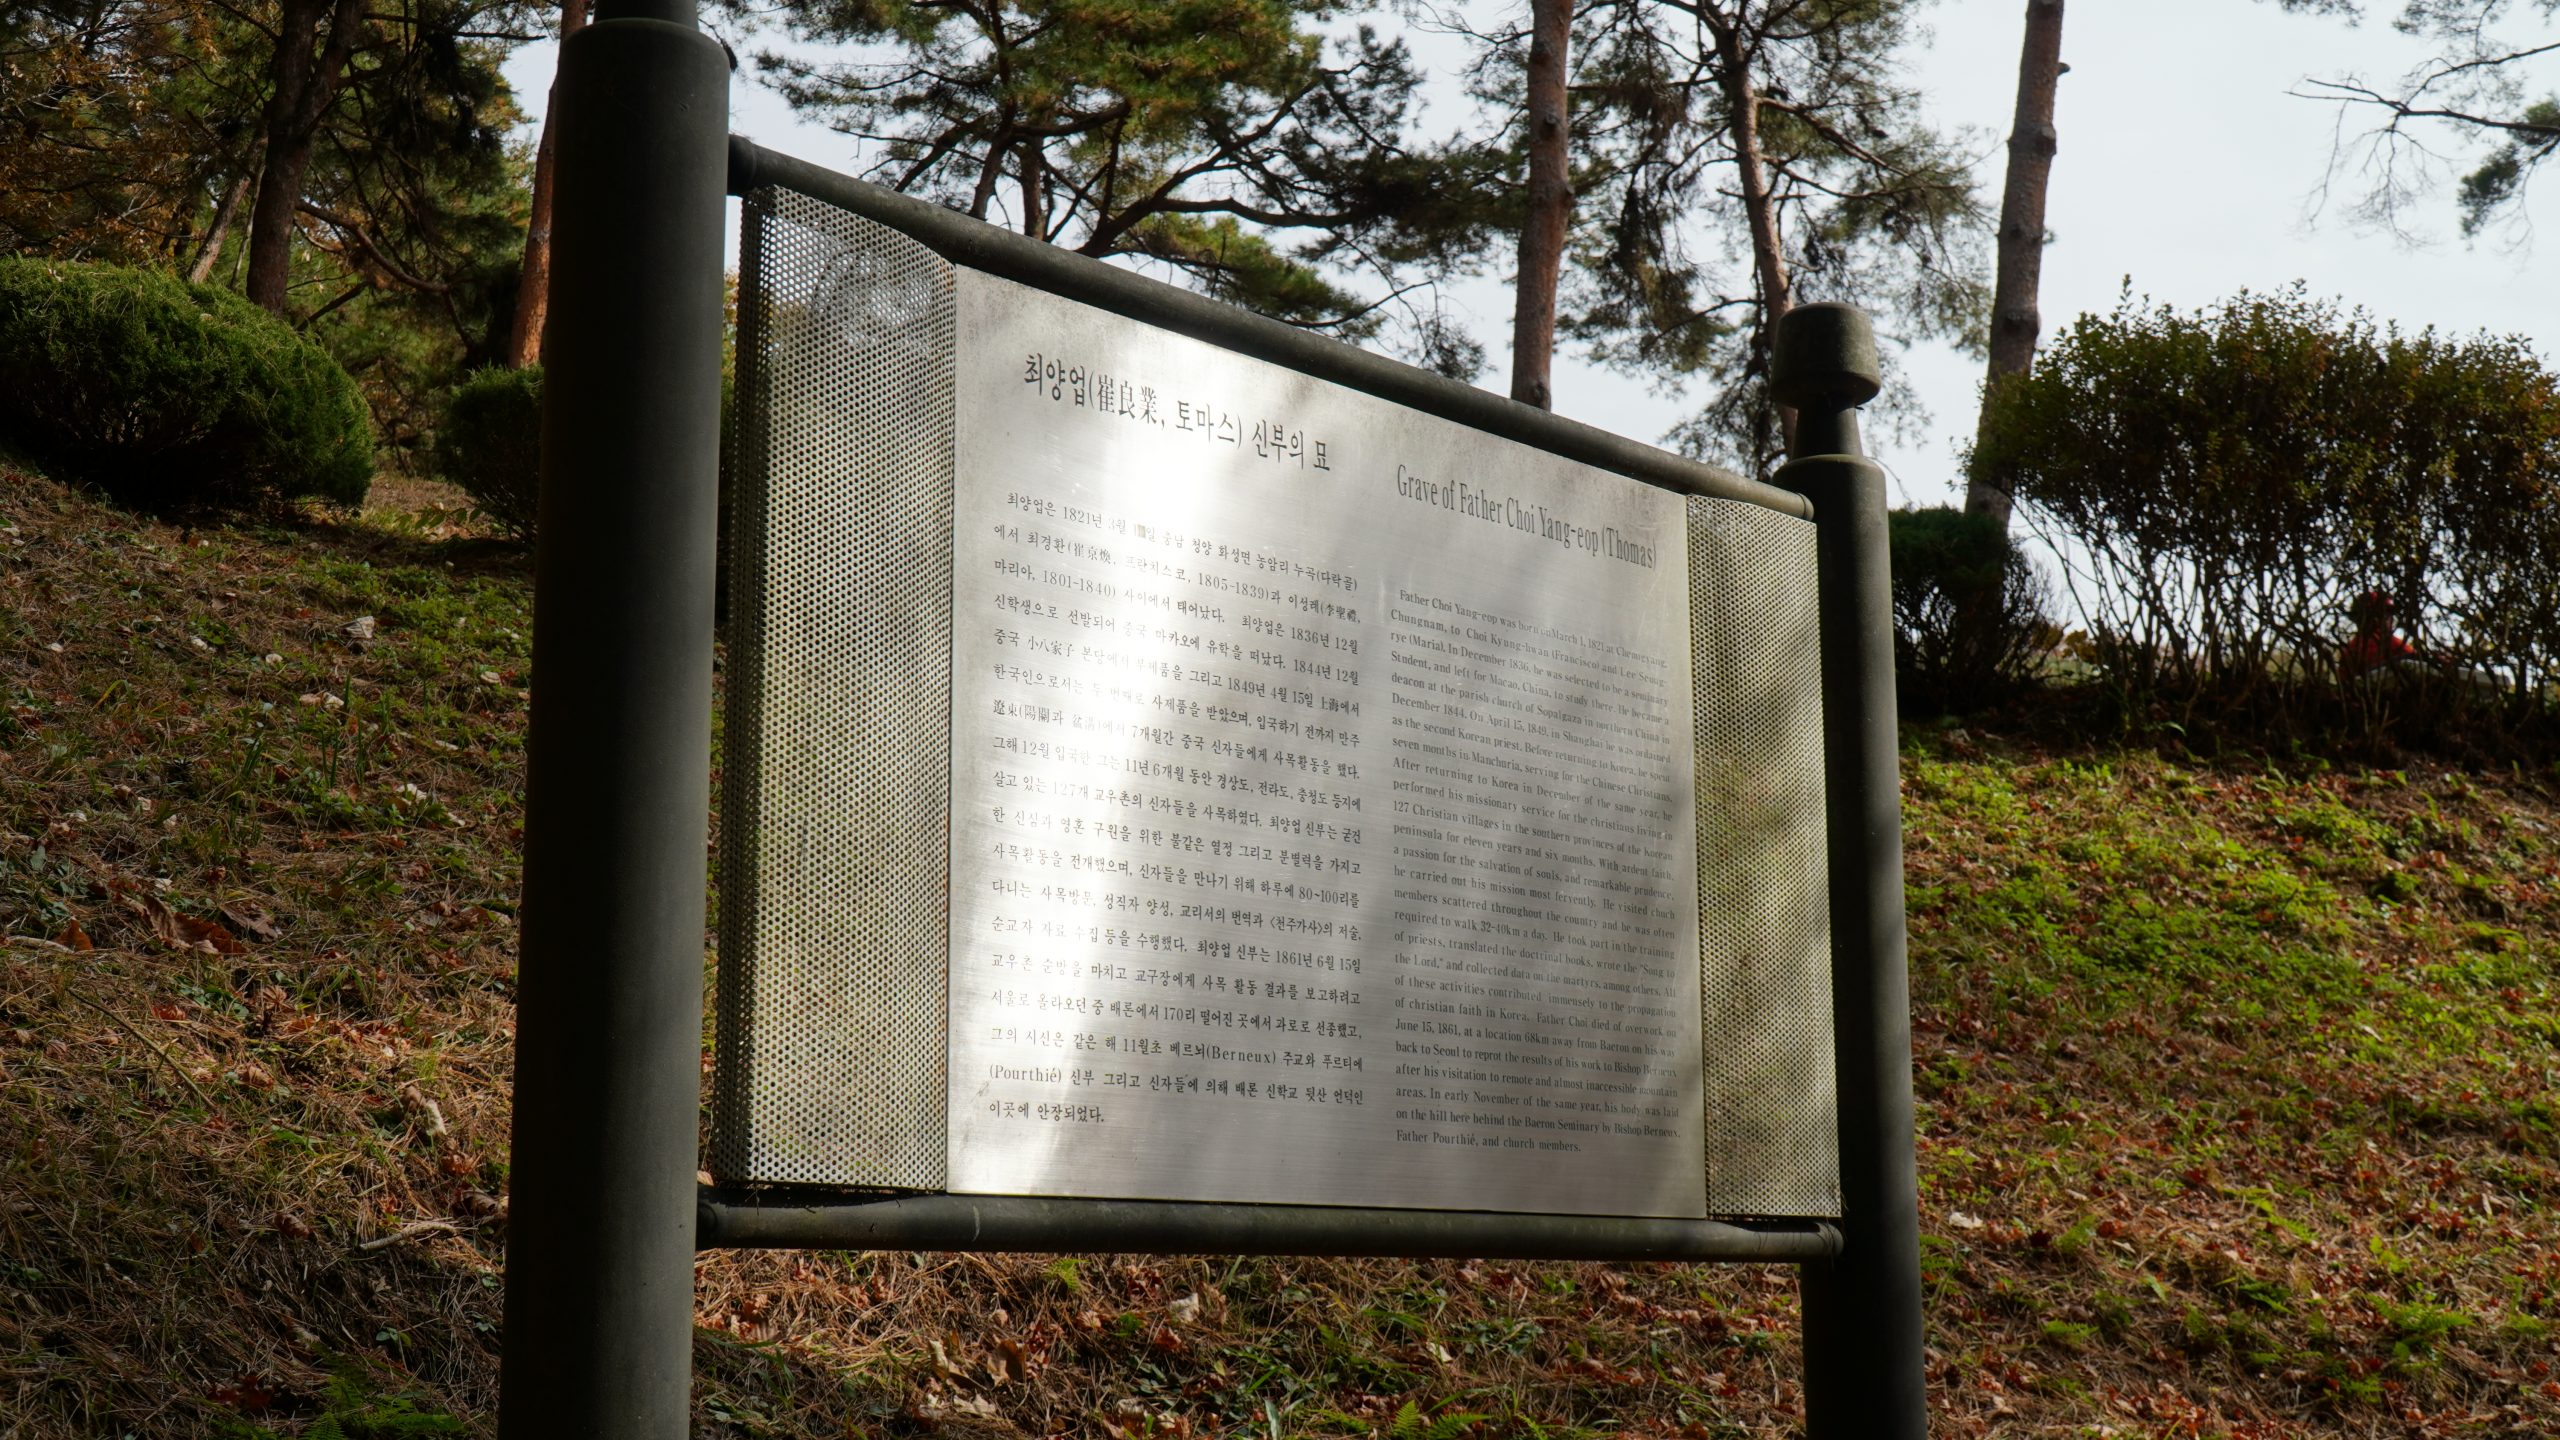 최양업(崔良業, 토마스) 신부의 묘
최양업은 1821년 3월 1일 충남 청양 화성면 농암리 누곡(다락골)
에서 최경환(崔京煥, 프란치스코, 1805-1839)과 이성례(李聖禮,
마리아, 1801-1840) 사이에서 태어났다. 최양업은 1836년 12월
신학생으로 선발되어 중국 마카오에 유학을 떠났다. 1844년 12월
중국 小八家子 본당에서 부제품을 그리고 1849년 4월 15일 上海에서
한국인으로서는 두 번째로 사제품을 받았으며, 입국하기 전까지 만주
遼東(陽關과 盆溝)에서 7개월간 중국 신자들에게 사목활동을 했다.
그해 12월 입국한 그는 11년 6개월 동안 경상도, 전라도, 충청도 등지에
살고 있는 127개 교우촌의 신자들을 사목하였다. 최양업 신부는 굳건
한 신심과 영혼 구원을 위한 불같은 열정 그리고 분별력을 가지고
사목활동을 전개했으며, 신자들을 만나기 위해 하루에 80~100리를
다니는 사목방문, 성직자 양성, 교리서의 번역과 <천주가사>의 저술,
순교자 자료 수집 등을 수행했다. 최양업 신부는 1861년 6월 15일
교우촌 순방을 마치고 교구장에게 사목 활동 결과를 보고하려고
서울로 올라오던 중 배론에서 170리 떨어진 곳에서 과로로 선종했고,
그의 시신은 같은 해 11월초 베르뇌(Berneux) 주교와 푸르티에
(Pourthié) 신부 그리고 신자들에 의해 배론 신학교 뒷산 언덕인
이곳에 안장되었다.
Grave of Father Choi Yang-eop (Thomas)
Father Choi Yang-eop was born on March 1, 1821 at Cheongyang,
Chungnam, to Choi Kyung-hwan (Francisco) and Lee Seong-
rye (Maria). In December 1836, he was selected to be a seminary
Student, and left for Macao, China, to study there. He became a
deacon at the parish church of Sopalgaza in northern China in
December 1844. On April 15, 1849, in Shanghai he was ordained
as the second Korean priest. Before returning to Korea, he spent
seven months in Manchuria, serving for the Chinese Christians.
After returning to Korea in December of the same year, he
performed his missionary service for the christians living in
127 Christian villages in the southern provinces of the Korean
peninsula for eleven years and six months. With ardent faith,
a passion for the salvation of souls, and remarkable prudence,
he carried out his mission most fervently. He visited chuch
members scattered throughout the country and he was often
required to walk 32-40km a day. He took part in the training
of priests, translated the doctrinal books, wrote the "Song to
the Lord," and collected data on the martyrs, among others. All
of these activities contributed immensely to the propagation
of christian faith in Korea. Father Choi died of overwork on
June 15, 1861, at a location 68km away from Baeron on his way
back to Seoul to reprot the results of his work to Bishop Berneux
after his visitation to remote and almost inaccessible mountain
areas. In early November of the same year, his body was laid
on the hill here behind the Baeron Seminary by Bishop Berneux,
Father Pourthié, and church members.